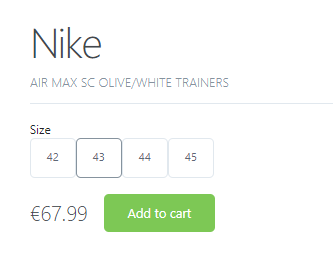 Nike
AIR MAX SC OLIVE/WHITE TRAINERS
Size
42 43 44 45
€67.99 Add to cart